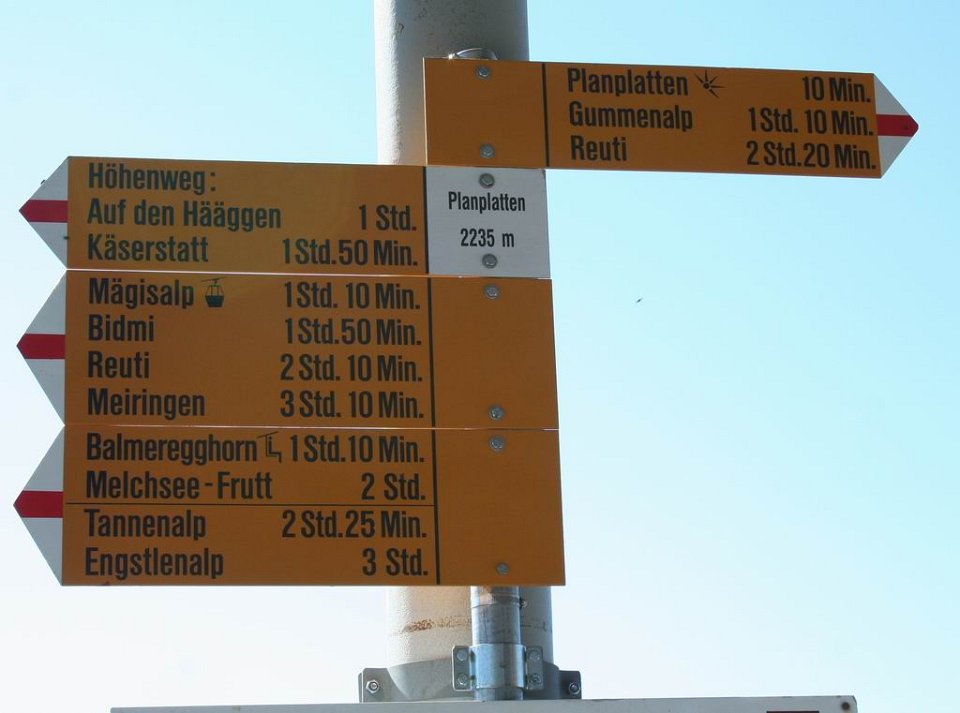 Planplatten 10 Min.
Gummenalp 1 Std. 10 Min.
Reuti 2 Std. 20 Min.
Planplatten
2235 m
Höhenweg:
Auf den Hääggen 1 Std.
Käserstatt 1 Std. 50 Min.
Mägisalp 1 Std. 10 Min.
Bidmi 1 Std. 50 Min.
Reuti 2 Std. 10 Min.
Meiringen 3 Std. 10 Min.
Balmeregghorn 1 Std. 10 Min.
Melchsee-Frutt 2 Std.
Tannenalp 2 Std. 25 Min.
Engstlenalp 3 Std.